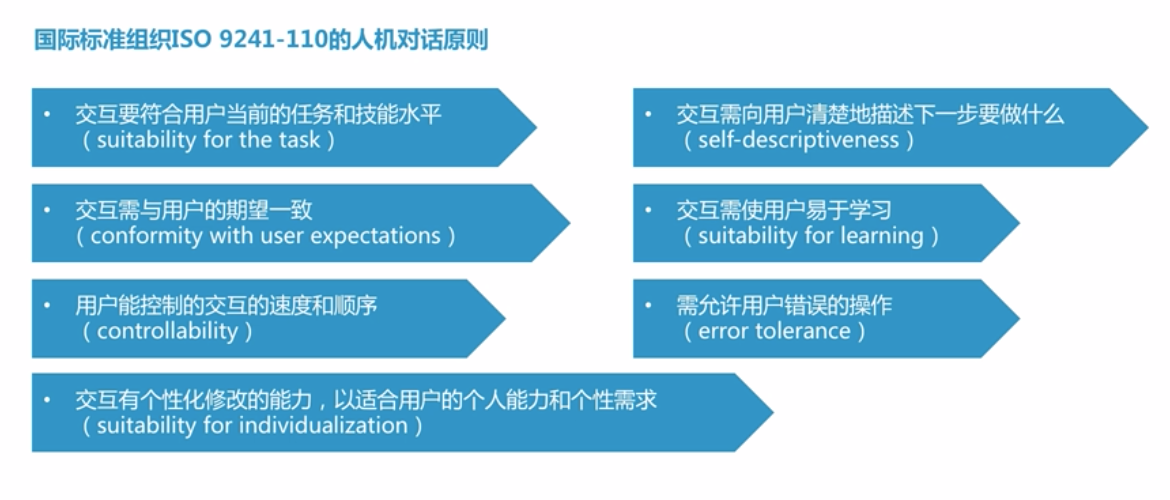 国际标准组织ISO 9241-110的人机对话原则
• 交互要符合用户当前的任务和技能水平
（suitability for the task）
• 交互需向用户清楚地描述下一步要做什么
（self-descriptiveness）
• 交互需与用户的期望一致
（conformity with user expectations）
• 交互需使用户易于学习
（suitability for learning）
• 用户能控制的交互的速度和顺序
（controllability）
• 需允许用户错误的操作
（error tolerance）
• 交互有个性化修改的能力，以适合用户的个人能力和个性需求
（suitability for individualization）